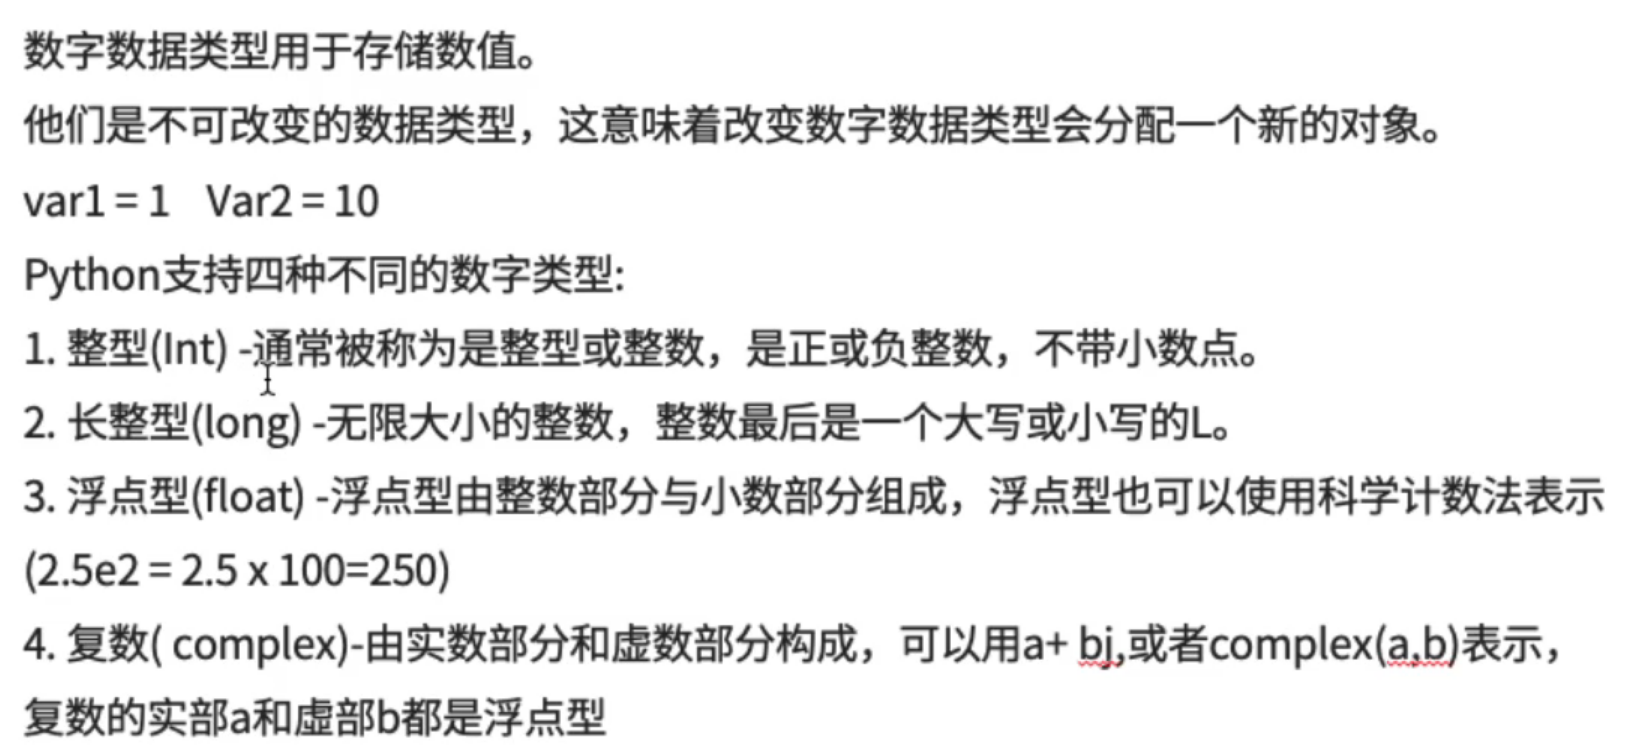 数字数据类型用于存储数值。
他们是不可改变的数据类型，这意味着改变数字数据类型会分配一个新的对象。
var1 = 1   Var2 = 10
Python支持四种不同的数字类型:
1. 整型(Int) -通常被称为是整型或整数，是正或负整数，不带小数点。
2. 长整型(long) -无限大小的整数，整数最后是一个大写或小写的L。
3. 浮点型(float) -浮点型由整数部分与小数部分组成，浮点型也可以使用科学计数法表示
(2.5e2 = 2.5 x 100=250)
4. 复数( complex)-由实数部分和虚数部分构成，可以用a+ bj,或者complex(a,b)表示，
复数的实部a和虚部b都是浮点型